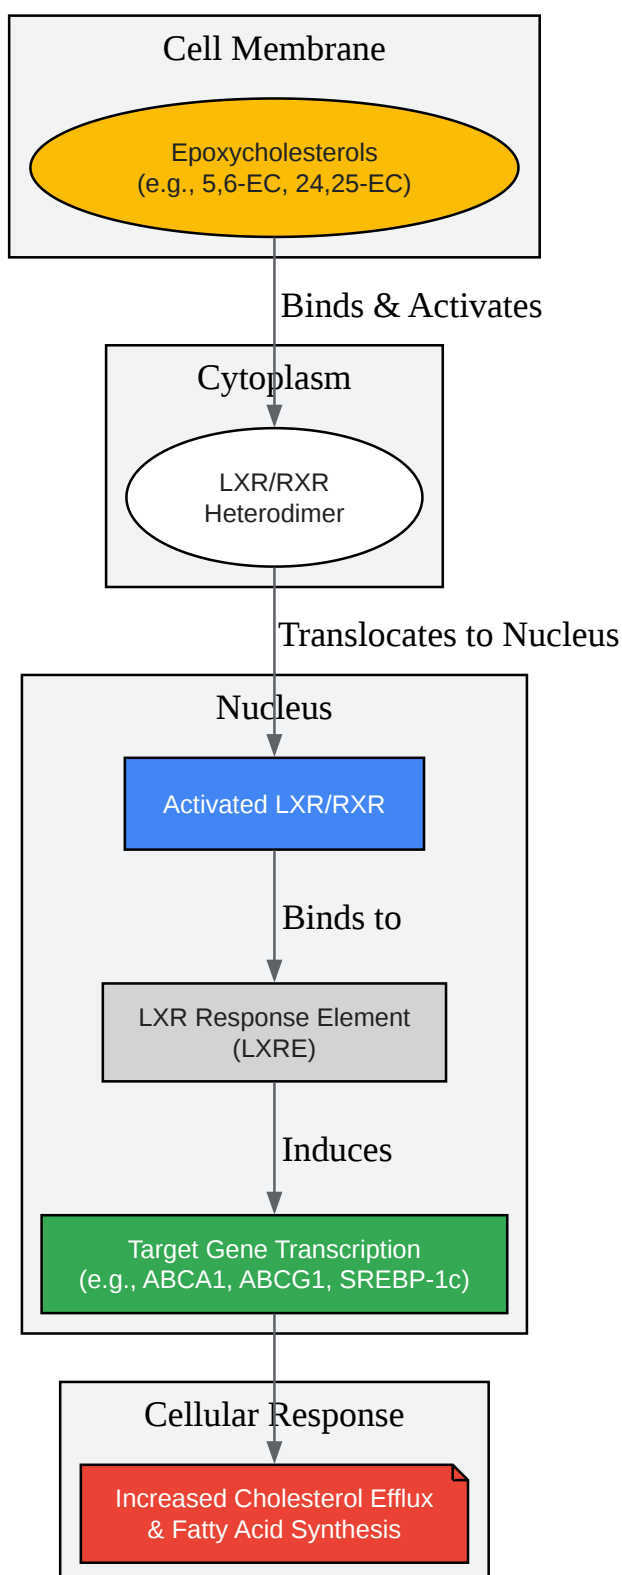 Cell Membrane
Epoxycholesterols
(e.g., 5,6-EC, 24,25-EC)
Binds & Activates
Cytoplasm
LXR/RXR
Heterodimer
Translocates to Nucleus
Nucleus
Activated LXR/RXR
Binds to
LXR Response Element
(LXRE)
Induces
Target Gene Transcription
(e.g., ABCA1, ABCG1, SREBP-1c)
Cellular Response
Increased Cholesterol Efflux
& Fatty Acid Synthesis